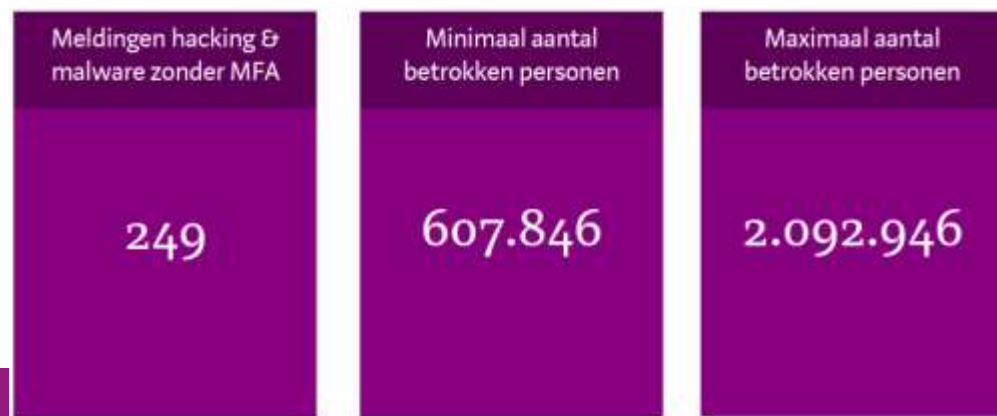 Meldingen hacking &
malware zonder MFA
249
Minimaal aantal
betrokken personen
607.846
Maximaal aantal
betrokken personen
2.092.946